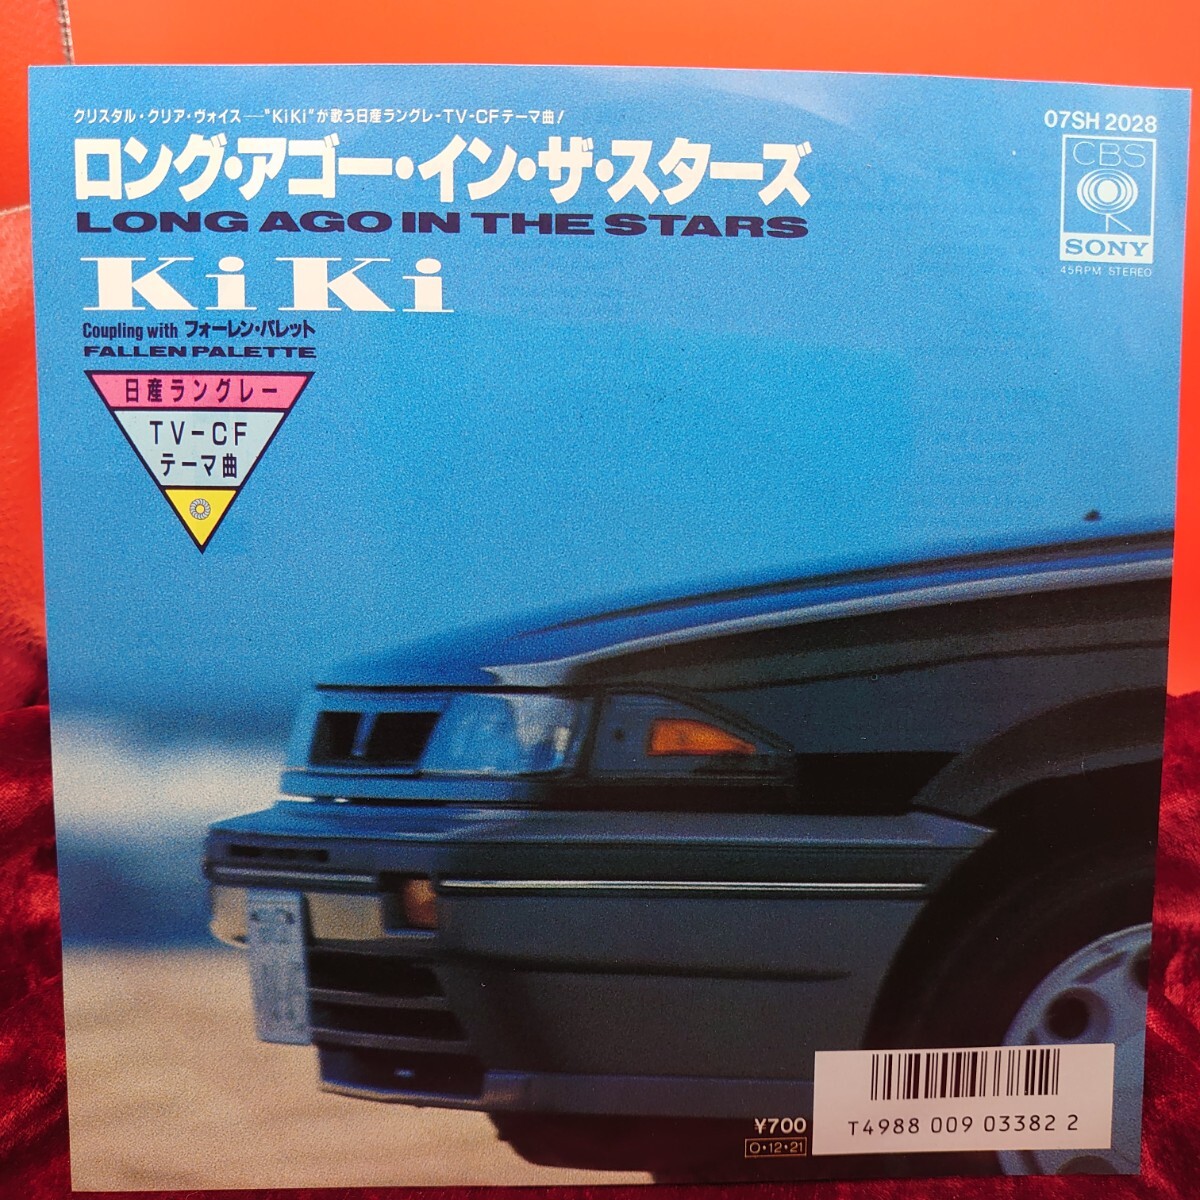 クリスタル・クリア・ヴォイス―“KiKi”が歌う日産ラングレーTV-CFテーマ曲!
ロング・アゴー・イン・ザ・スターズ
LONG AGO IN THE STARS
KiKi
Coupling with フォーレン・パレット
FALLEN PALETTE
日産ラングレー
TV-CF
テーマ曲
07SH 2028
CBS
SONY
45RPM STEREO
¥700
O・12・21
T4988 009 03382 2